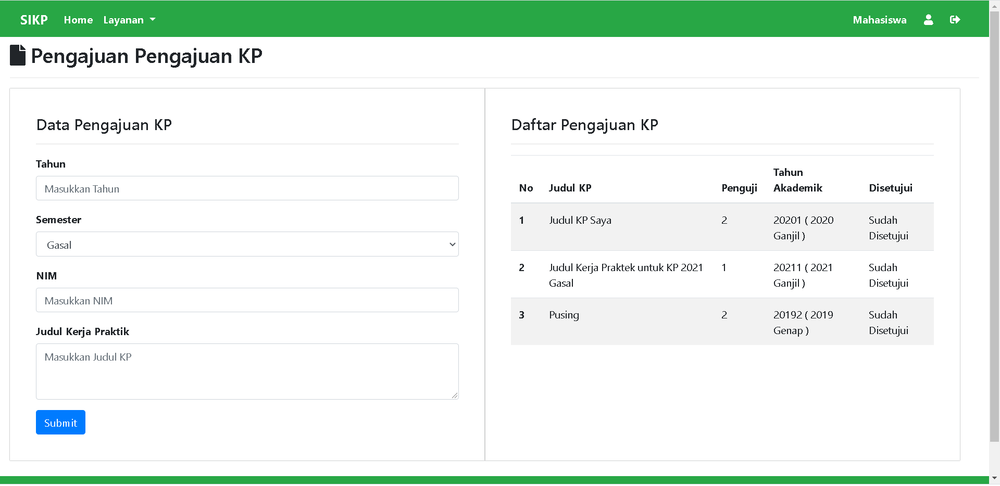 SIKP Home Layanan Mahasiswa
Pengajuan Pengajuan KP
Data Pengajuan KP
Tahun
Masukkan Tahun
Semester
Gasal
NIM
Masukkan NIM
Judul Kerja Praktik
Masukkan Judul KP
Submit
Daftar Pengajuan KP
No Judul KP Penguji Tahun Akademik Disetujui
1 Judul KP Saya 2 20201 ( 2020 Ganjil ) Sudah Disetujui
2 Judul Kerja Praktek untuk KP 2021 Gasal 1 20211 ( 2021 Ganjil ) Sudah Disetujui
3 Pusing 2 20192 ( 2019 Genap ) Sudah Disetujui